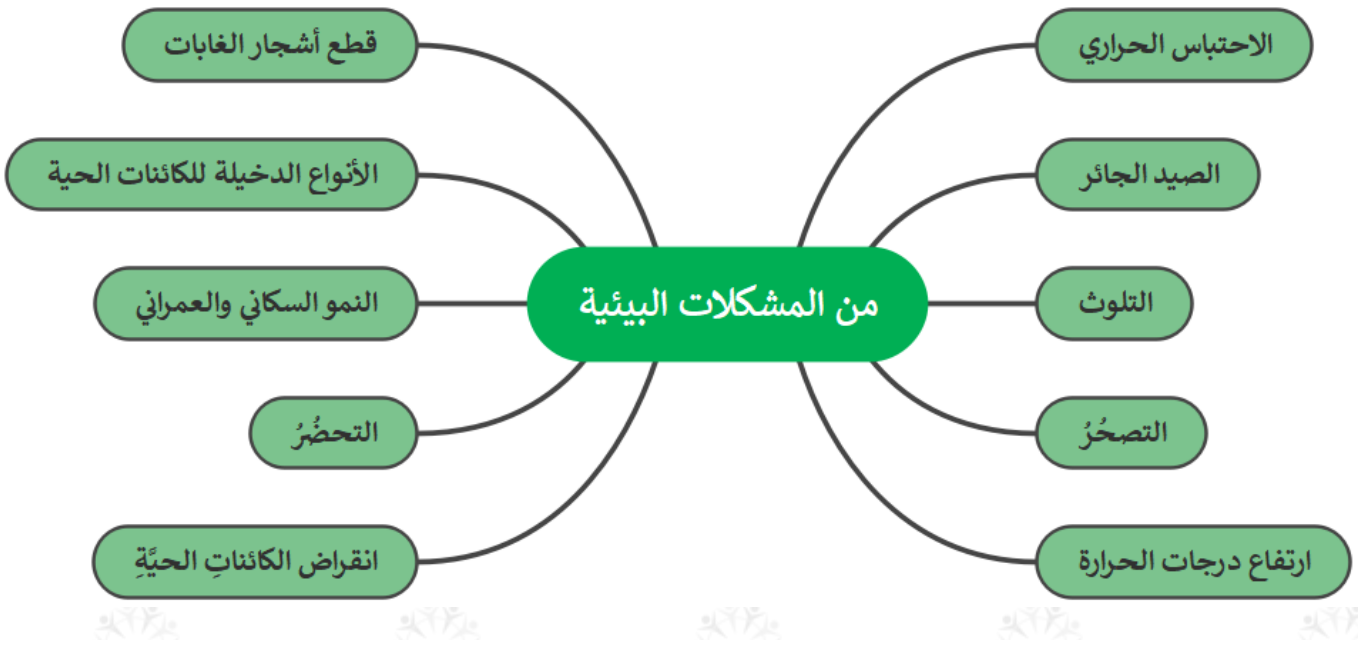 من المشكلات البيئية
الاحتباس الحراري
الصيد الجائر
التلوث
التصحُرُ
ارتفاع درجات الحرارة
قطع أشجار الغابات
الأنواع الدخيلة للكائنات الحية
النمو السكاني والعمراني
التحضُرُ
انقراض الكائناتِ الحيَّةِ